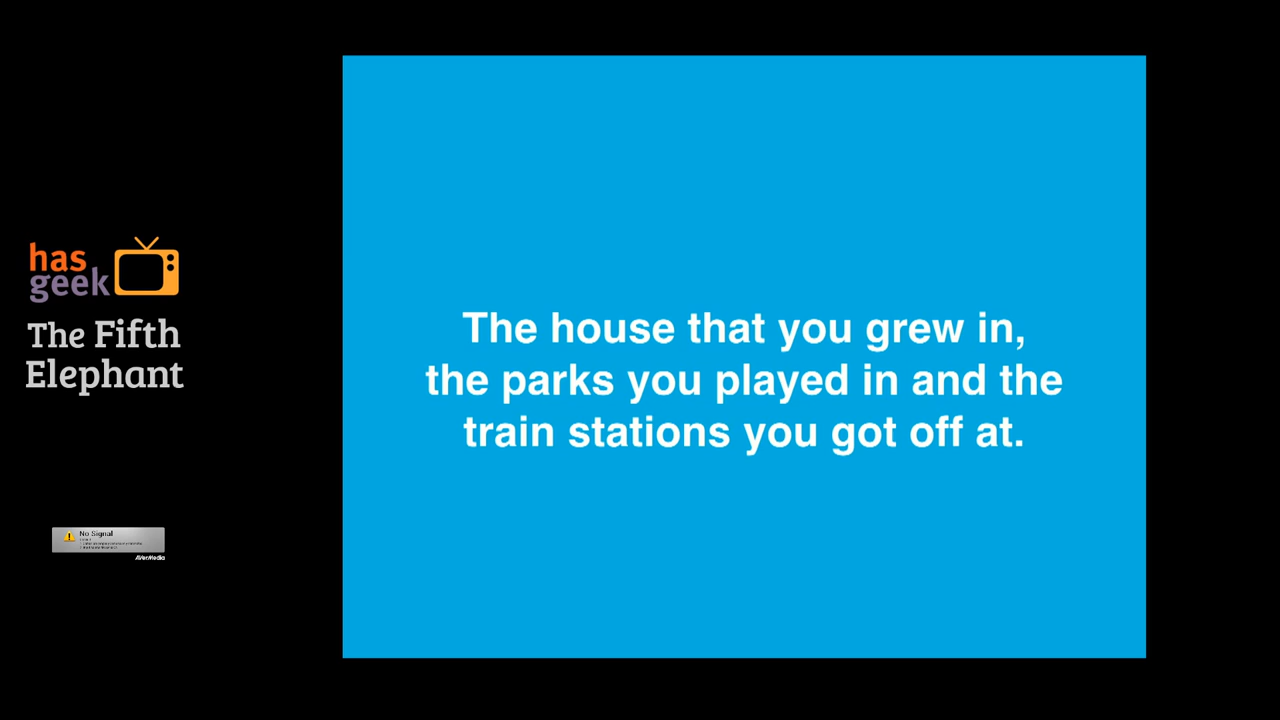 has
geek
The Fifth
Elephant
The house that you grew in,
the parks you played in and the
train stations you got off at.
No Signal
AVerMedia